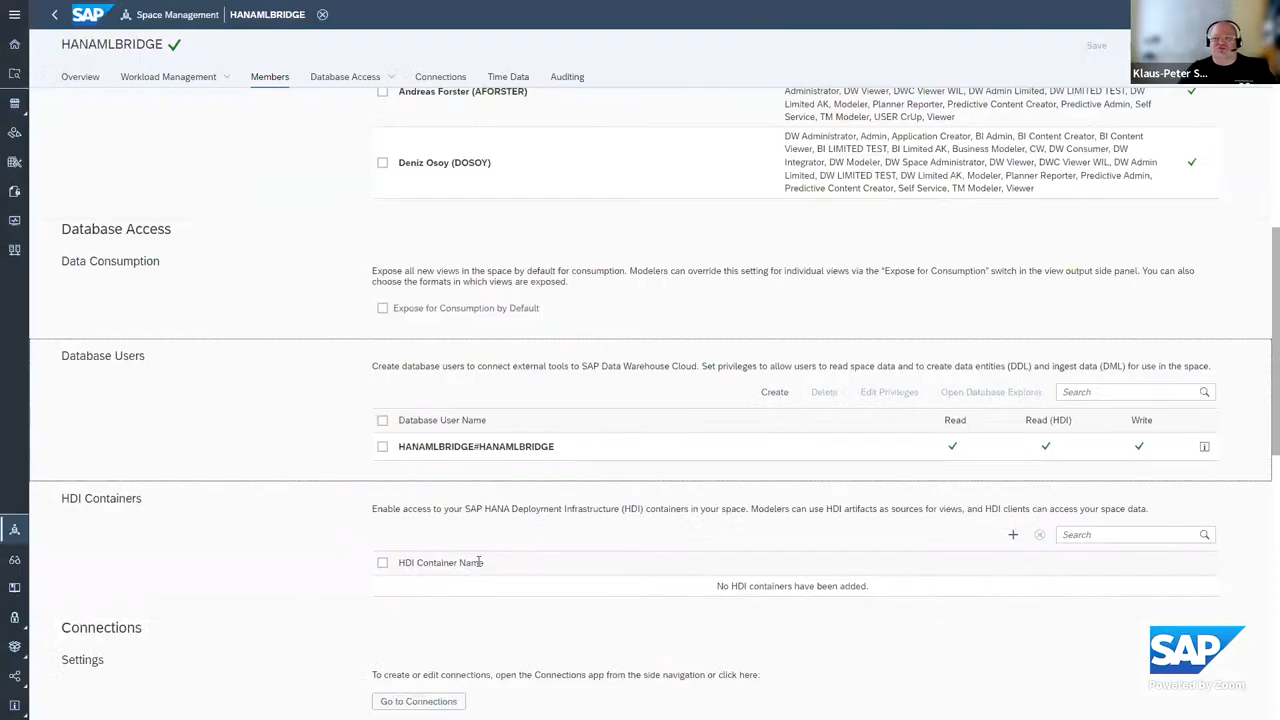 SAP
Space Management
HANAMLBRIDGE
HANAMLBRIDGE
Save
Overview
Workload Management
Members
Database Access
Connections
Time Data
Auditing
Klaus-Peter S...
Andreas Forster (AFORSTER)
Administrator, DW Viewer, DWC Viewer WIL, DW Admin Limited, DW LIMITED TEST, DW
Limited AK, Modeler, Planner Reporter, Predictive Content Creator, Predictive Admin, Self
Service, TM Modeler, USER CrUp, Viewer
Deniz Osoy (DOSOY)
DW Administrator, Admin, Application Creator, BI Admin, BI Content Creator, BI Content
Viewer, BI LIMITED TEST, BI Limited AK, Business Modeler, CW, DW Consumer, DW
Integrator, DW Modeler, DW Space Administrator, DW Viewer, DWC Viewer WIL, DW Admin
Limited, DW LIMITED TEST, DW Limited AK, Modeler, Planner Reporter, Predictive Admin,
Predictive Content Creator, Self Service, TM Modeler, Viewer
Database Access
Data Consumption
Expose all new views in the space by default for consumption. Modelers can override this setting for individual views via the "Expose for Consumption" switch in the view output side panel. You can also
choose the formats in which views are exposed.
Expose for Consumption by Default
Database Users
Create database users to connect external tools to SAP Data Warehouse Cloud. Set privileges to allow users to read space data and to create data entities (DDL) and ingest data (DML) for use in the space.
Create
Delete
Edit Privileges
Open Database Explorer
Search
Database User Name
Read
Read (HDI)
Write
HANAMLBRIDGE#HANAMLBRIDGE
HDI Containers
Enable access to your SAP HANA Deployment Infrastructure (HDI) containers in your space. Modelers can use HDI artifacts as sources for views, and HDI clients can access your space data.
Search
HDI Container Name
No HDI containers have been added.
Connections
Settings
To create or edit connections, open the Connections app from the side navigation or click here:
Go to Connections
SAP
Powered by Zoom